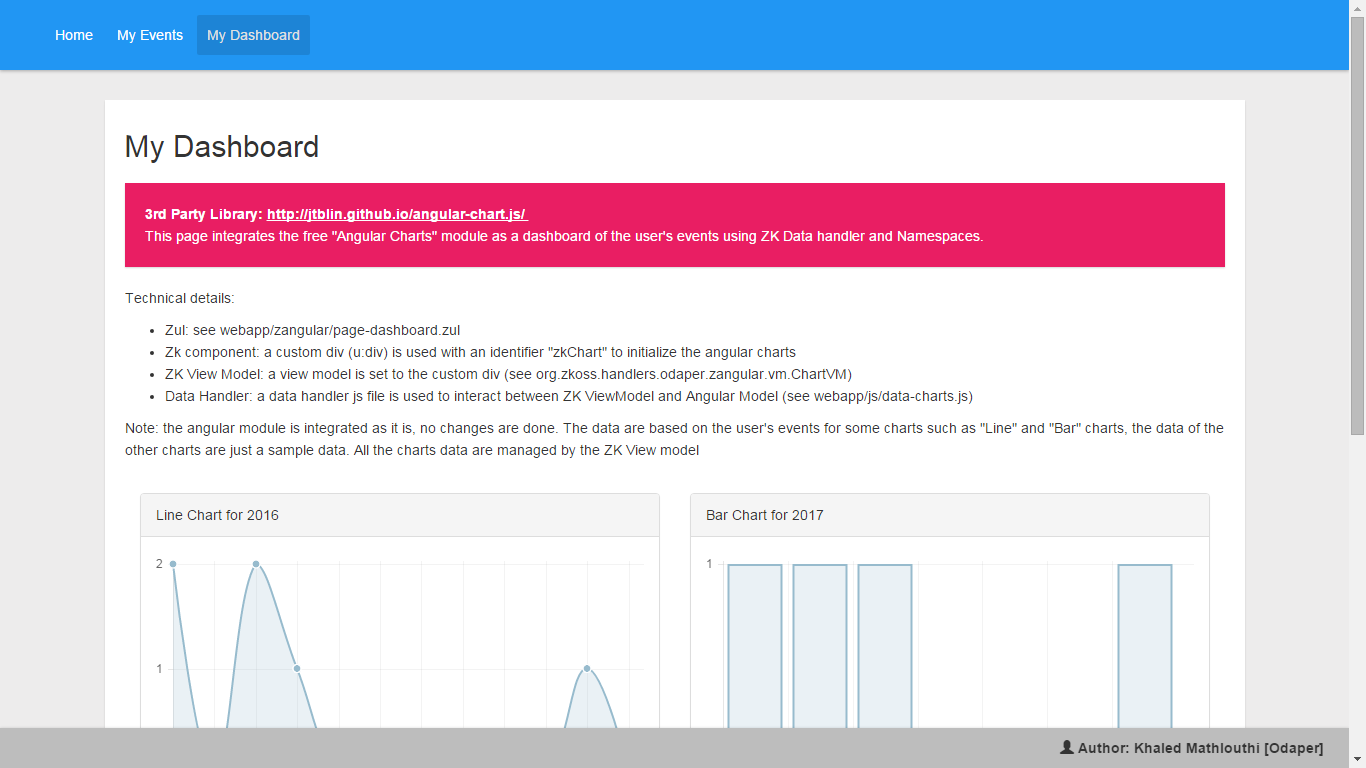 Home My Events My Dashboard
My Dashboard
3rd Party Library: http://jtblin.github.io/angular-chart.js/
This page integrates the free "Angular Charts" module as a dashboard of the user's events using ZK Data handler and Namespaces.
Technical details:
• Zul: see webapp/zangular/page-dashboard.zul
• Zk component: a custom div (u:div) is used with an identifier "zkChart" to initialize the angular charts
• ZK View Model: a view model is set to the custom div (see org.zkoss.handlers.odaper.zangular.vm.ChartVM)
• Data Handler: a data handler js file is used to interact between ZK ViewModel and Angular Model (see webapp/js/data-charts.js)
Note: the angular module is integrated as it is, no changes are done. The data are based on the user's events for some charts such as "Line" and "Bar" charts, the data of the
other charts are just a sample data. All the charts data are managed by the ZK View model
Line Chart for 2016
2
1
Bar Chart for 2017
1
Author: Khaled Mathlouthi [Odaper]